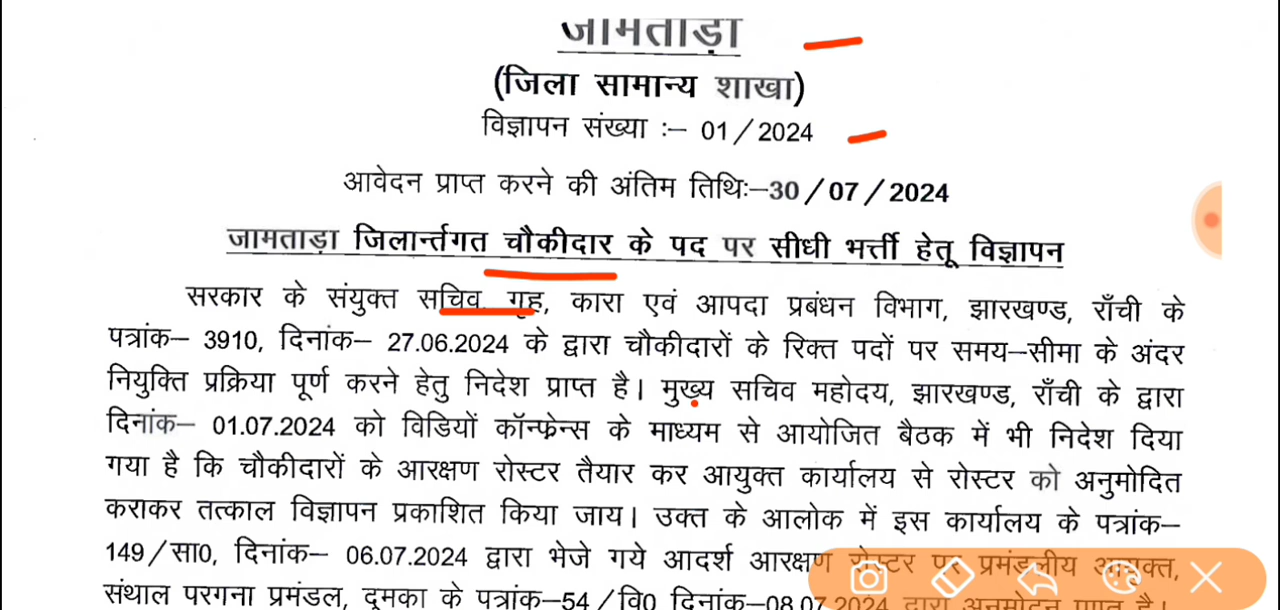 जामताड़ा
(जिला सामान्य शाखा)
विज्ञापन संख्या :– 01/2024
आवेदन प्राप्त करने की अंतिम तिथिः–30/07/2024
जामताड़ा जिलार्न्तगत चौकीदार के पद पर सीधी भर्त्ती हेतू विज्ञापन
सरकार के संयुक्त सचिव, गृह, कारा एवं आपदा प्रबंधन विभाग, झारखण्ड, राँची के
पत्रांक– 3910, दिनांक– 27.06.2024 के द्वारा चौकीदारों के रिक्त पदों पर समय–सीमा के अंदर
नियुक्ति प्रक्रिया पूर्ण करने हेतु निदेश प्राप्त है। मुख्य सचिव महोदय, झारखण्ड, राँची के द्वारा
दिनांक– 01.07.2024 को विडियों कॉन्फ्रेन्स के माध्यम से आयोजित बैठक में भी निदेश दिया
गया है कि चौकीदारों के आरक्षण रोस्टर तैयार कर आयुक्त कार्यालय से रोस्टर को अनुमोदित
कराकर तत्काल विज्ञापन प्रकाशित किया जाय। उक्त के आलोक में इस कार्यालय के पत्रांक–
149/सा0, दिनांक– 06.07.2024 द्वारा भेजे गये आदर्श आरक्षण रोस्टर पर प्रमंडलीय आयुक्त,
संथाल परगना प्रमंडल, दूमका के पत्रांक–54/वि0 दिनांक–08.07.2024 द्वारा अनुमोदन प्राप्त है।